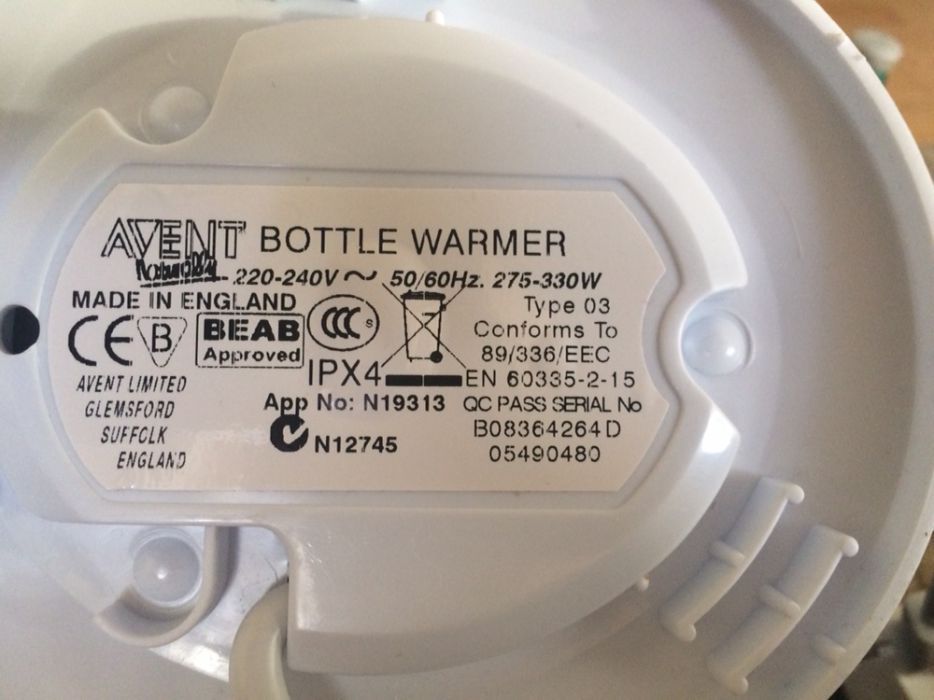 AVENT BOTTLE WARMER
220-240V ~ 50/60Hz. 275-330W
MADE IN ENGLAND
Type 03
CE B BEAB Approved CCC S
Conforms To
89/336/EEC
IPX4
EN 60335-2-15
AVENT LIMITED
GLEMSFORD
SUFFOLK
ENGLAND
App No: N19313
QC PASS SERIAL No
N12745
B08364264D
05490480